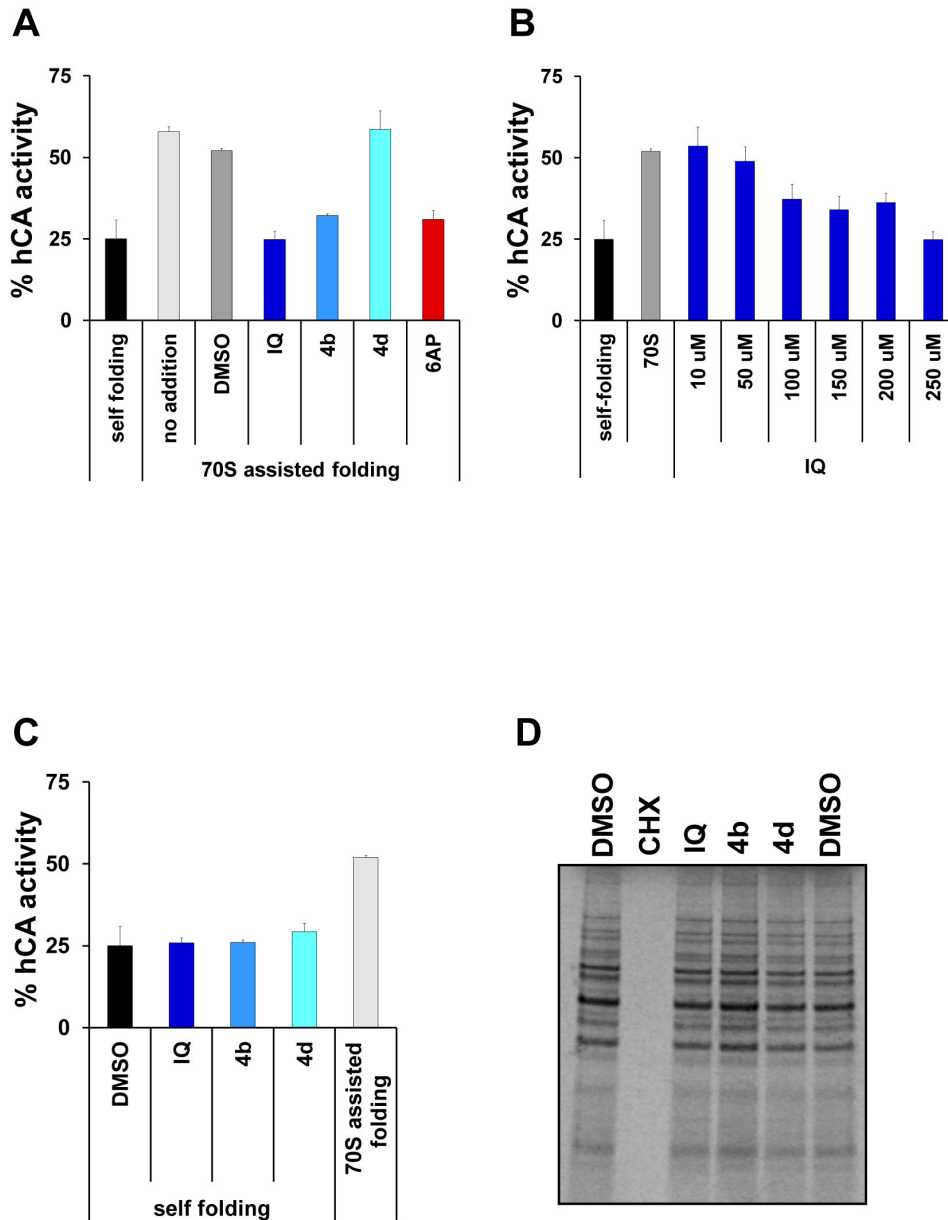 A
% hCA activity
75
50
25
0
self folding
no addition
DMSO
IQ
4b
4d
6AP
70S assisted folding
B
% hCA activity
75
50
25
0
self-folding
70S
10 uM
50 uM
100 uM
150 uM
200 uM
250 uM
IQ
C
% hCA activity
75
50
25
0
DMSO
IQ
4b
4d
70S assisted
folding
self folding
D
DMSO
CHX
IQ
4b
4d
DMSO